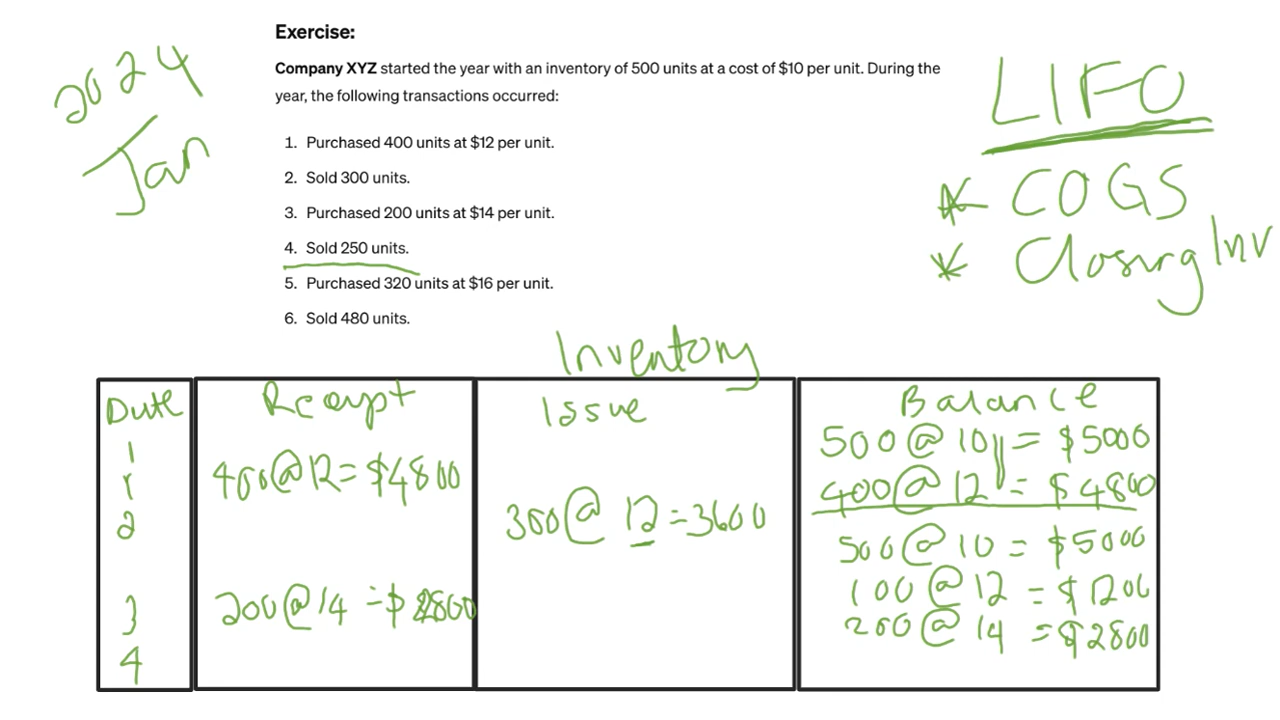 Exercise:
Company XYZ started the year with an inventory of 500 units at a cost of $10 per unit. During the
year, the following transactions occurred:
1. Purchased 400 units at $12 per unit.
2. Sold 300 units.
3. Purchased 200 units at $14 per unit.
4. Sold 250 units.
5. Purchased 320 units at $16 per unit.
6. Sold 480 units.
2024
Jan
LIFO
* COGS
* Closing Inv
Inventory
Date Receipt Issue Balance
1 500 @ 10 = $5000
1 400 @ 12 = $4800 400 @ 12 = $4800
2 300 @ 12 = 3600 500 @ 10 = $5000
100 @ 12 = $1200
3 200 @ 14 = $2800 200 @ 14 = $2800
4